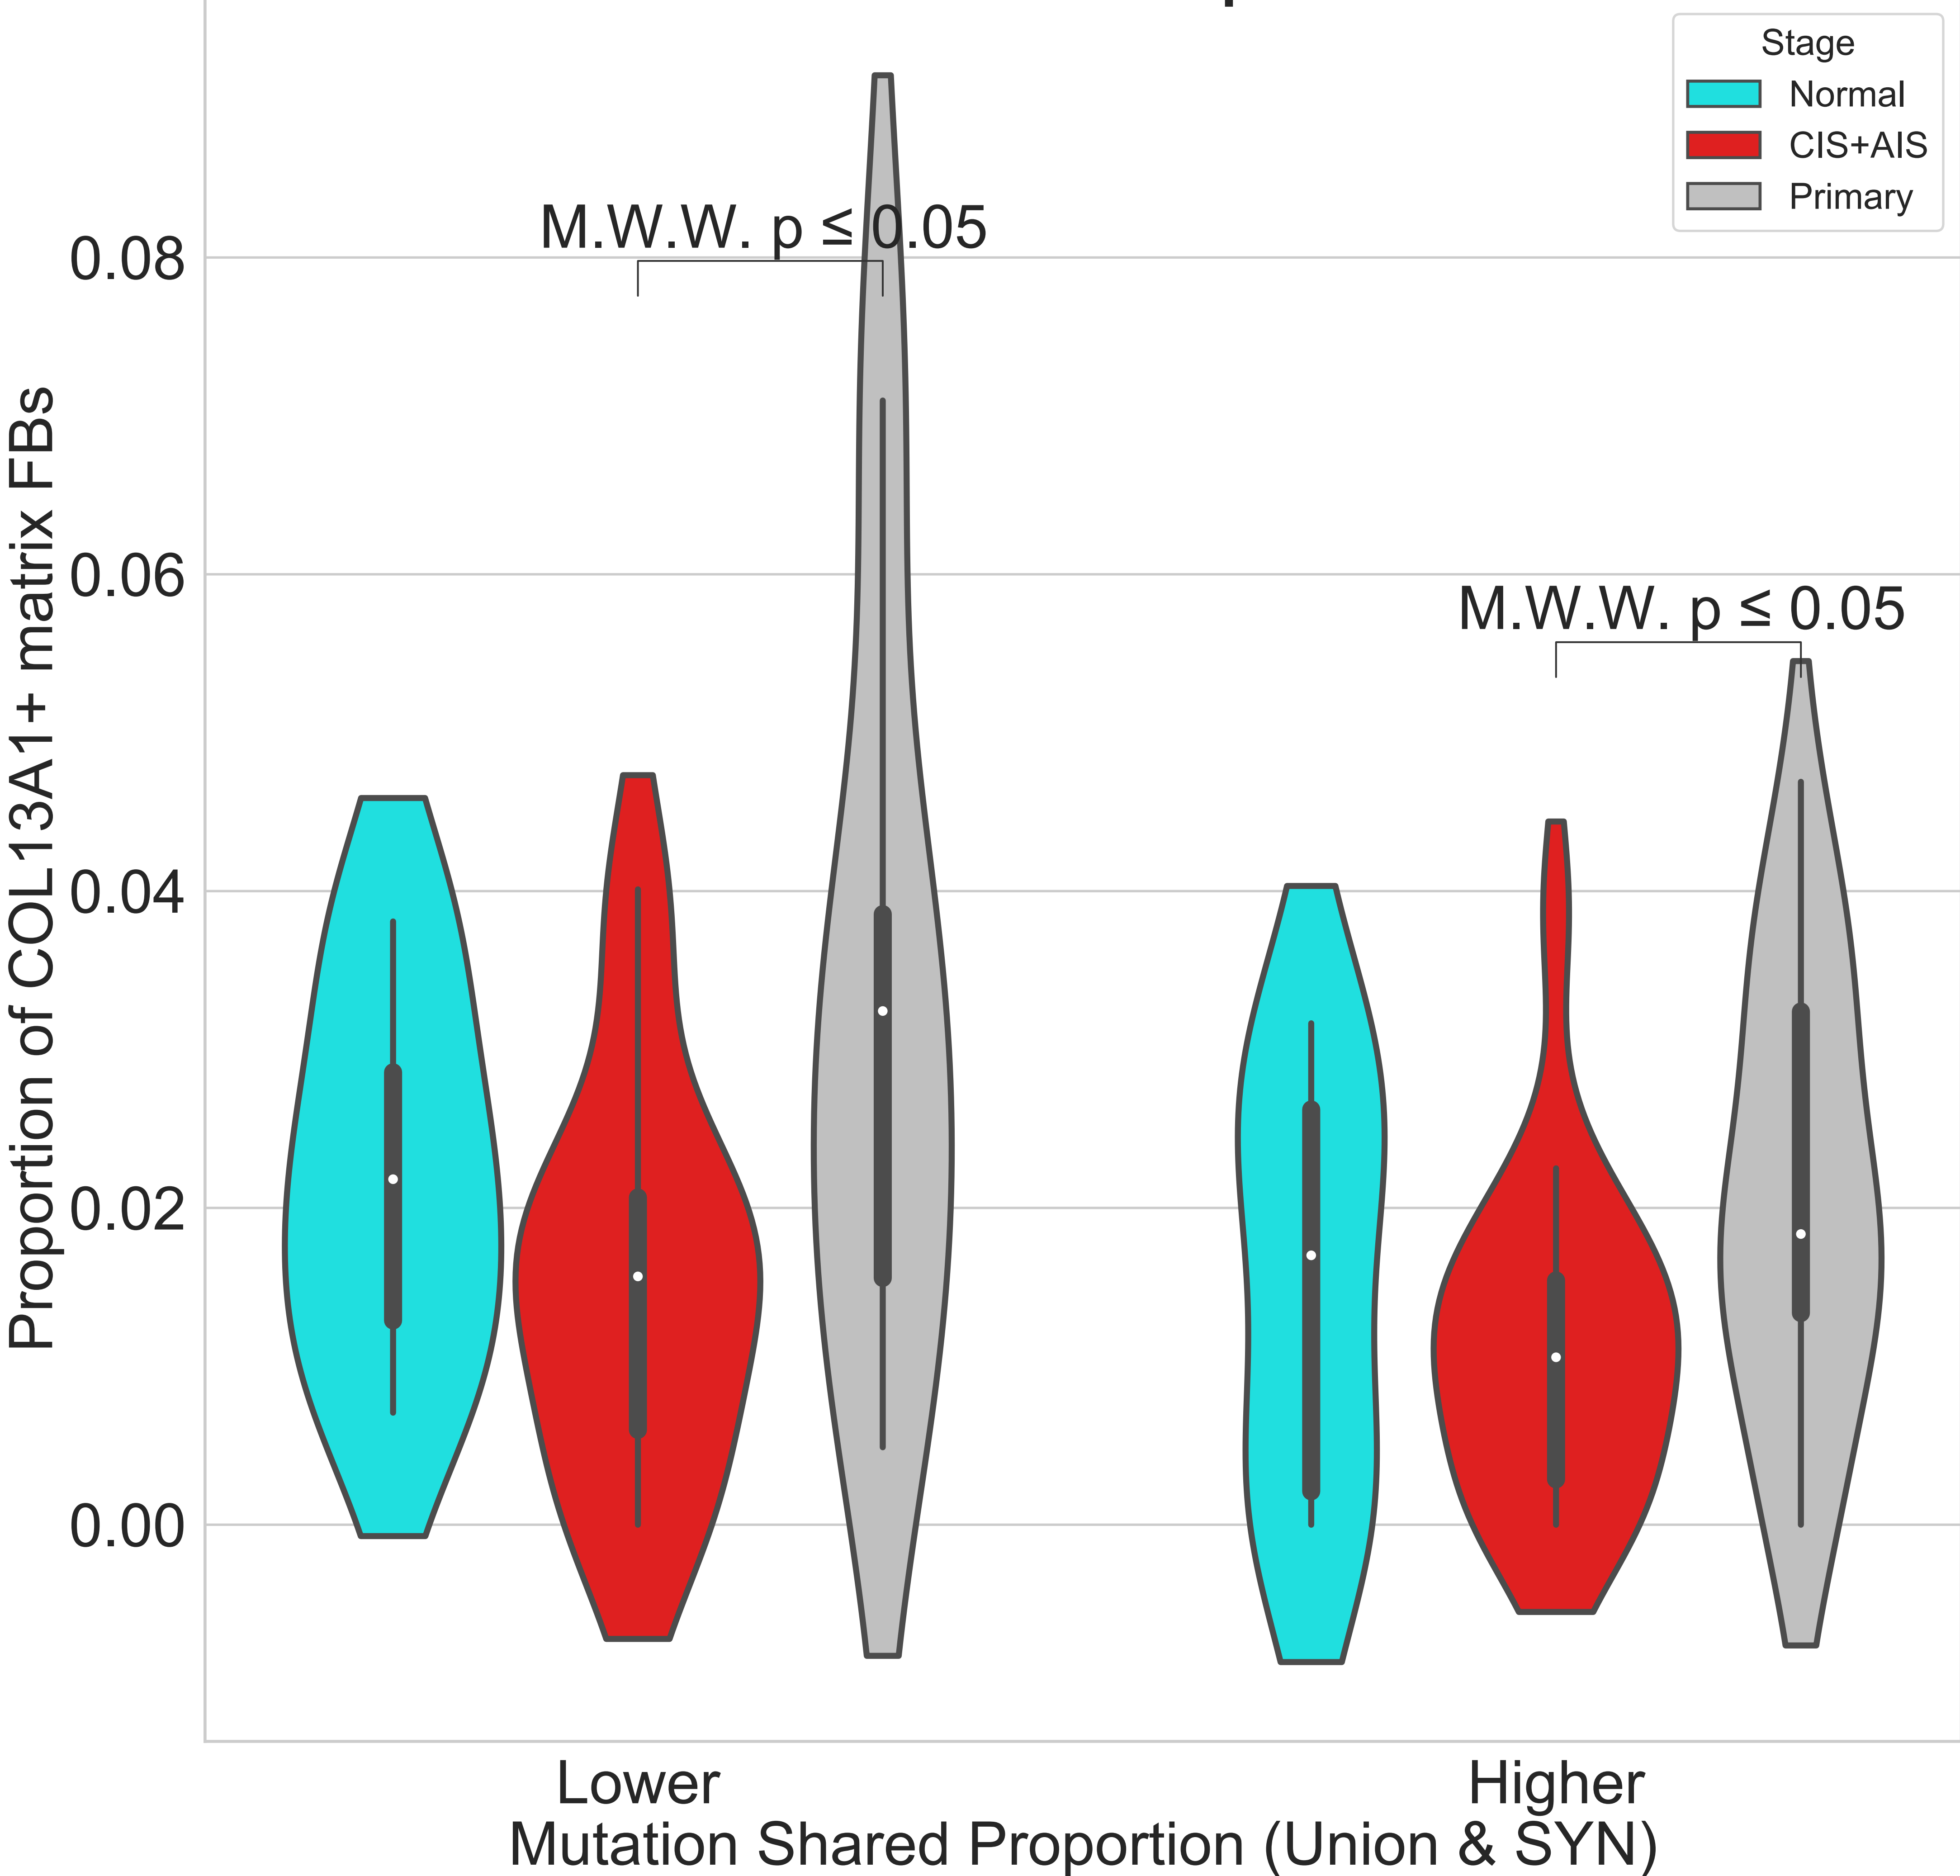 Stage
Normal
CIS+AIS
Primary
M.W.W. p ≤ 0.05
M.W.W. p ≤ 0.05
Proportion of COL13A1+ matrix FBs
0.08
0.06
0.04
0.02
0.00
Lower
Higher
Mutation Shared Proportion (Union & SYN)